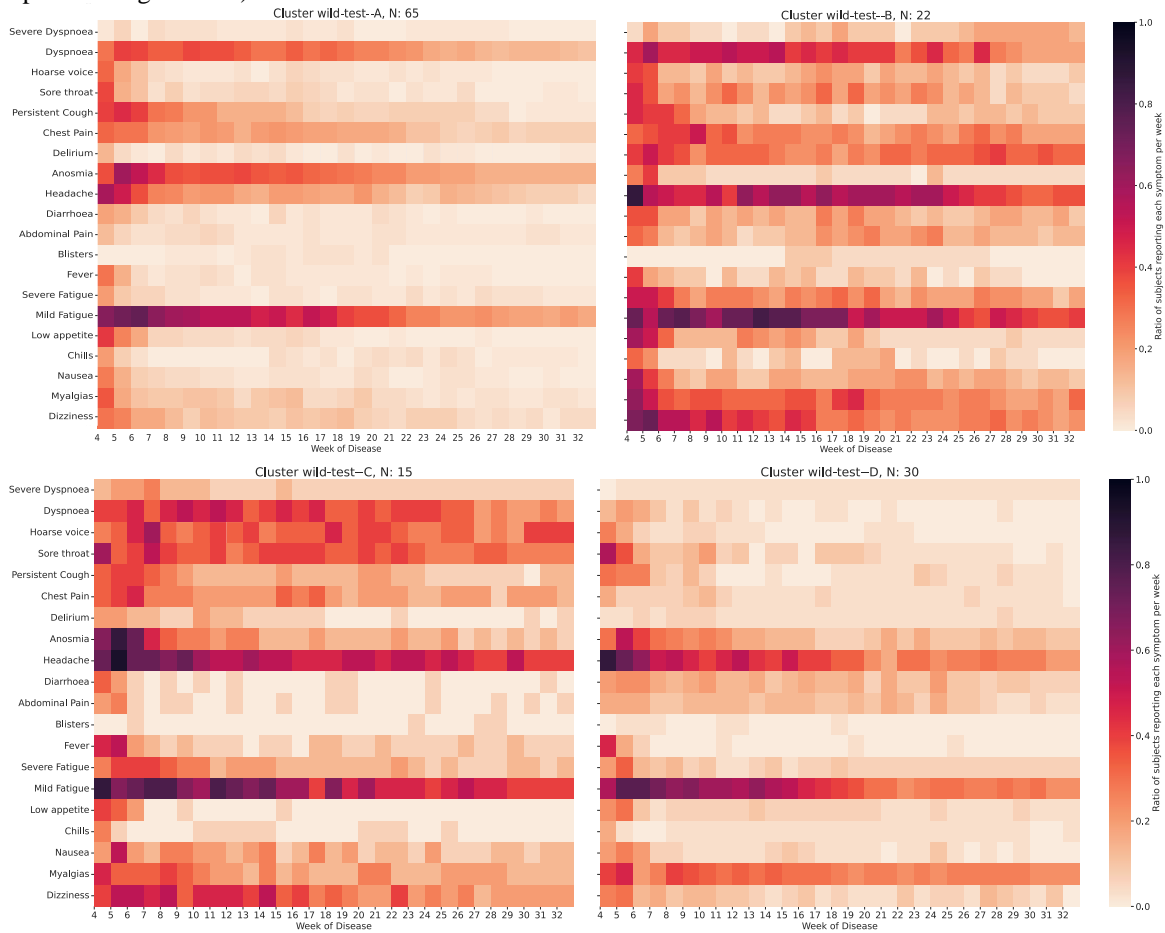 Cluster wild-test--A, N: 65
Cluster wild-test--B, N: 22
Severe Dyspnoea
Dyspnoea
Hoarse voice
Sore throat
Persistent Cough
Chest Pain
Delirium
Anosmia
Headache
Diarrhoea
Abdominal Pain
Blisters
Fever
Severe Fatigue
Mild Fatigue
Low appetite
Chills
Nausea
Myalgias
Dizziness
4 5 6 7 8 9 10 11 12 13 14 15 16 17 18 19 20 21 22 23 24 25 26 27 28 29 30 31 32
Week of Disease
4 5 6 7 8 9 10 11 12 13 14 15 16 17 18 19 20 21 22 23 24 25 26 27 28 29 30 31 32
Week of Disease
1.0
0.8
0.6
0.4
0.2
0.0
Ratio of subjects reporting each symptom per week
Cluster wild-test--C, N: 15
Cluster wild-test--D, N: 30
Severe Dyspnoea
Dyspnoea
Hoarse voice
Sore throat
Persistent Cough
Chest Pain
Delirium
Anosmia
Headache
Diarrhoea
Abdominal Pain
Blisters
Fever
Severe Fatigue
Mild Fatigue
Low appetite
Chills
Nausea
Myalgias
Dizziness
4 5 6 7 8 9 10 11 12 13 14 15 16 17 18 19 20 21 22 23 24 25 26 27 28 29 30 31 32
Week of Disease
4 5 6 7 8 9 10 11 12 13 14 15 16 17 18 19 20 21 22 23 24 25 26 27 28 29 30 31 32
Week of Disease
1.0
0.8
0.6
0.4
0.2
0.0
Ratio of subjects reporting each symptom per week